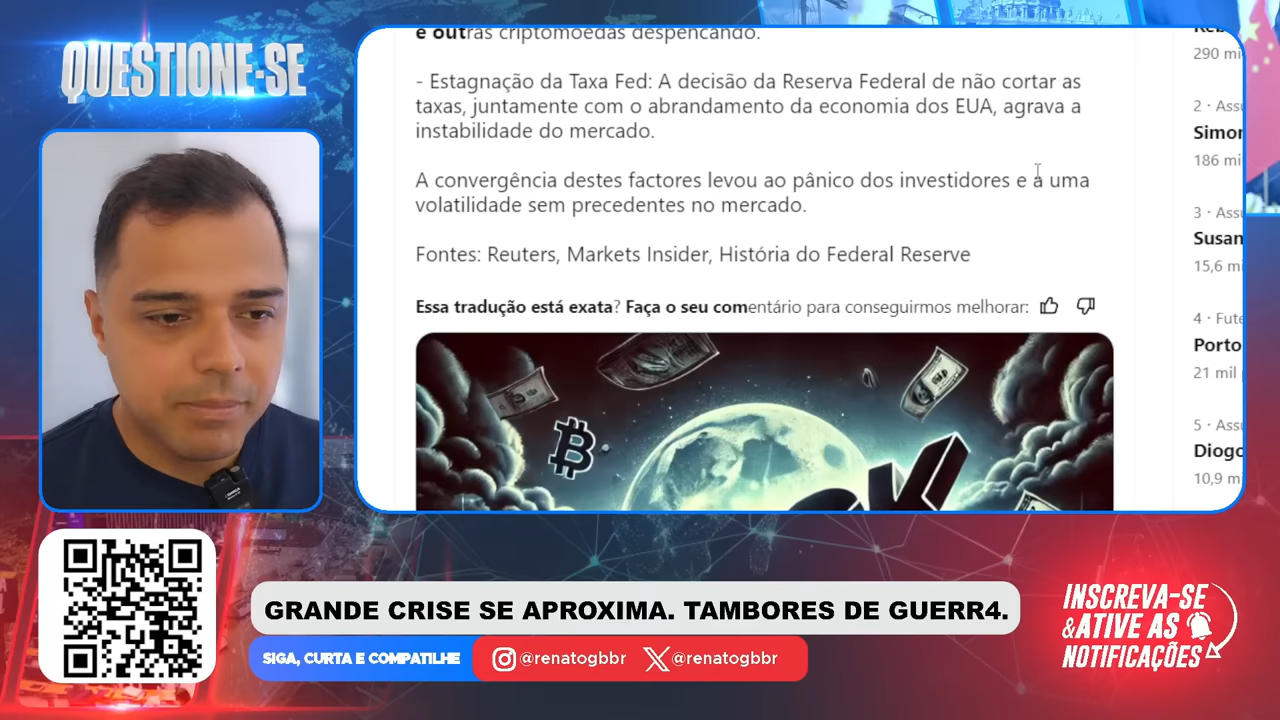 QUESTIONE-SE
e outras criptomoedas despencando.
- Estagnação da Taxa Fed: A decisão da Reserva Federal de não cortar as
taxas, juntamente com o abrandamento da economia dos EUA, agrava a
instabilidade do mercado.
A convergência destes factores levou ao pânico dos investidores e a uma
volatilidade sem precedentes no mercado.
Fontes: Reuters, Markets Insider, História do Federal Reserve
Essa tradução está exata? Faça o seu comentário para conseguirmos melhorar:
290 mi
2 · Assu
Simon
186 mi
3 · Assu
Susan
15,6 mi
4 · Fute
Porto
21 mil
5 · Assu
Diogo
10,9 m
GRANDE CRISE SE APROXIMA. TAMBORES DE GUERR4.
SIGA, CURTA E COMPATILHE
@renatogbbr
@renatogbbr
INSCREVA-SE
&ATIVE AS
NOTIFICAÇÕES